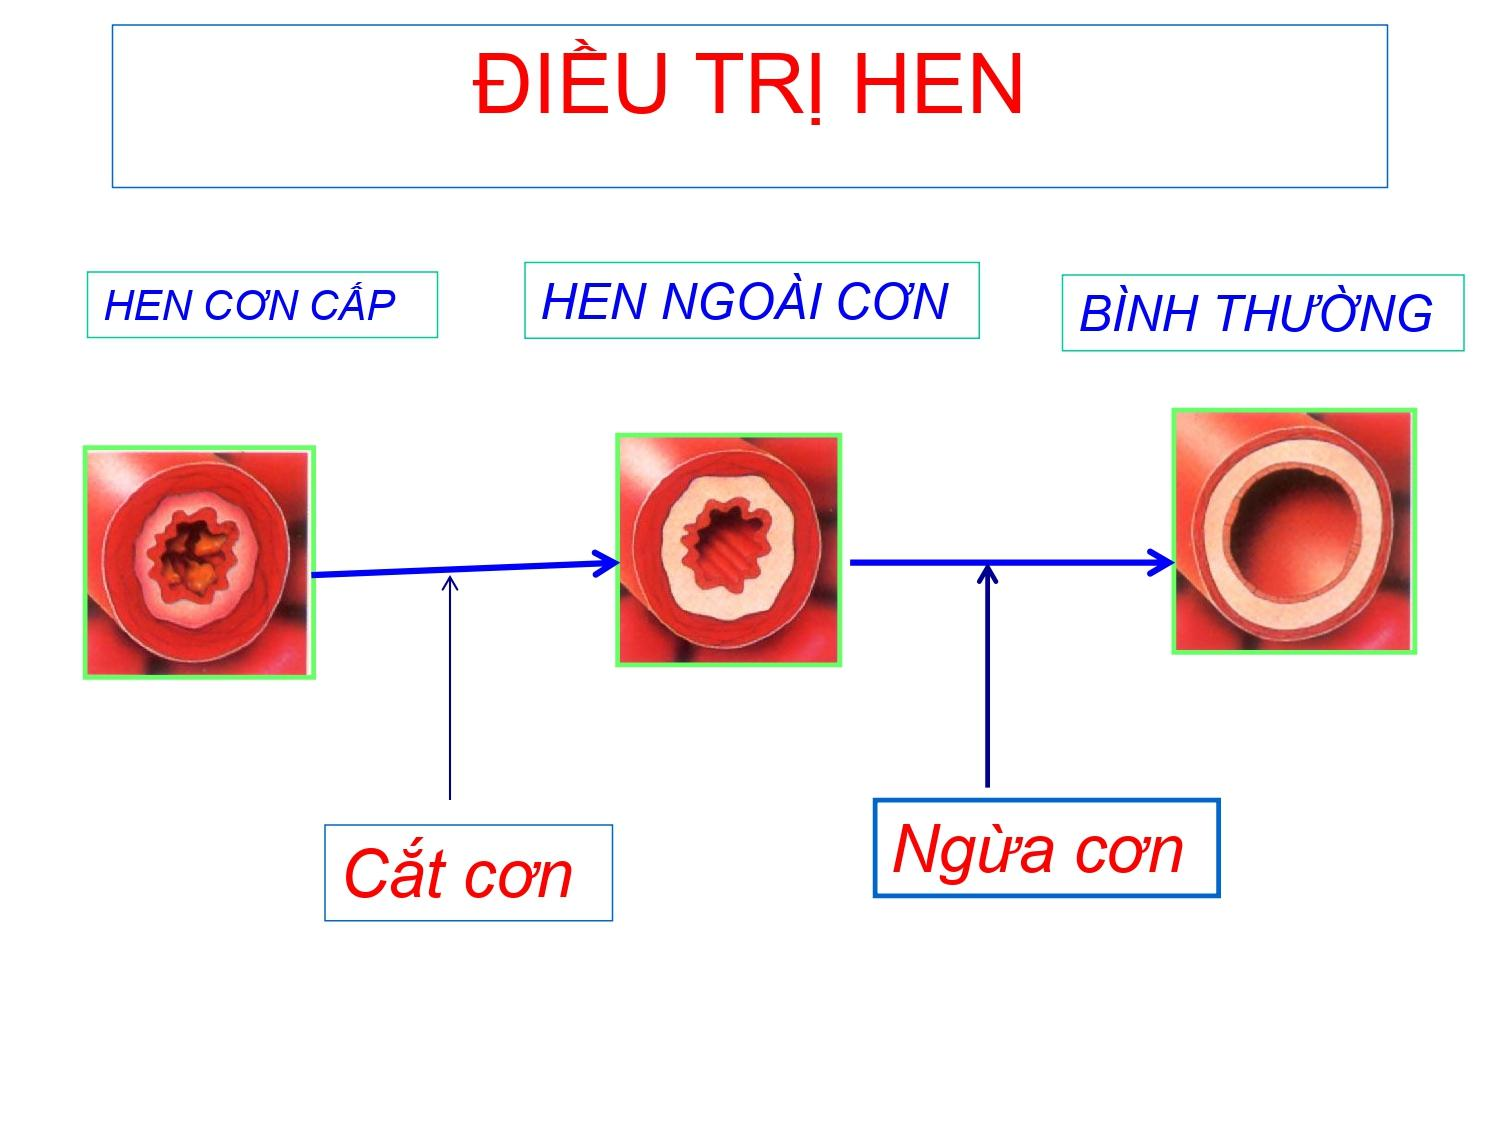 ĐIỀU TRỊ HEN
HEN CƠN CẤP
HEN NGOÀI CƠN
BÌNH THƯỜNG
Cắt cơn
Ngừa cơn